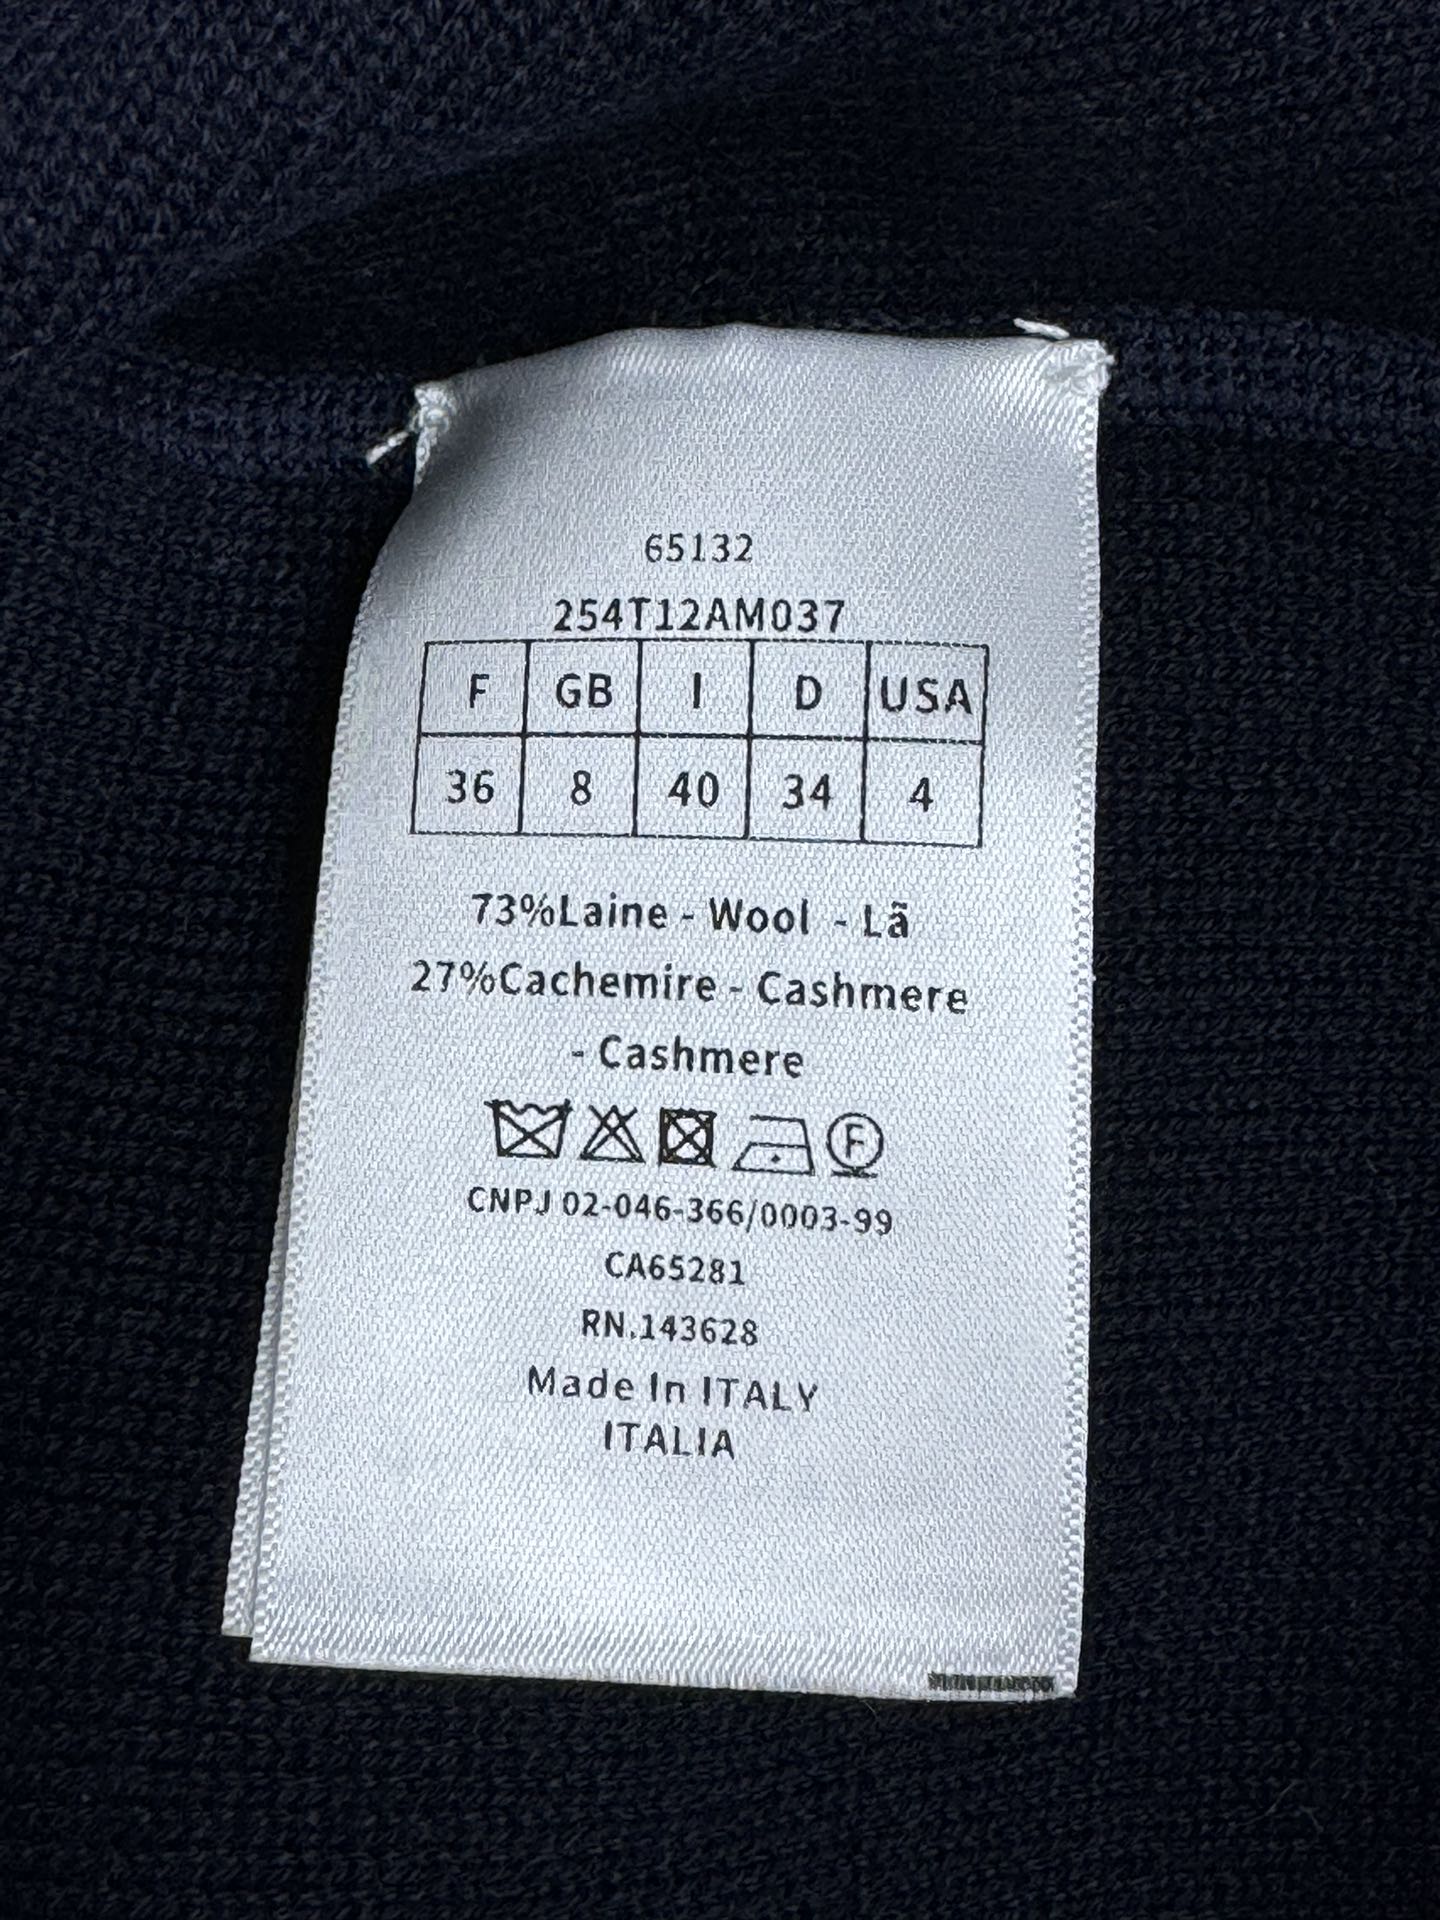 65132
254T12AM037
F GB I D USA
36 8 40 34 4
73%Laine - Wool - Lã
27%Cachemire - Cashmere
- Cashmere
F
CNPJ 02-046-366/0003-99
CA65281
RN.143628
Made In ITALY
ITALIA